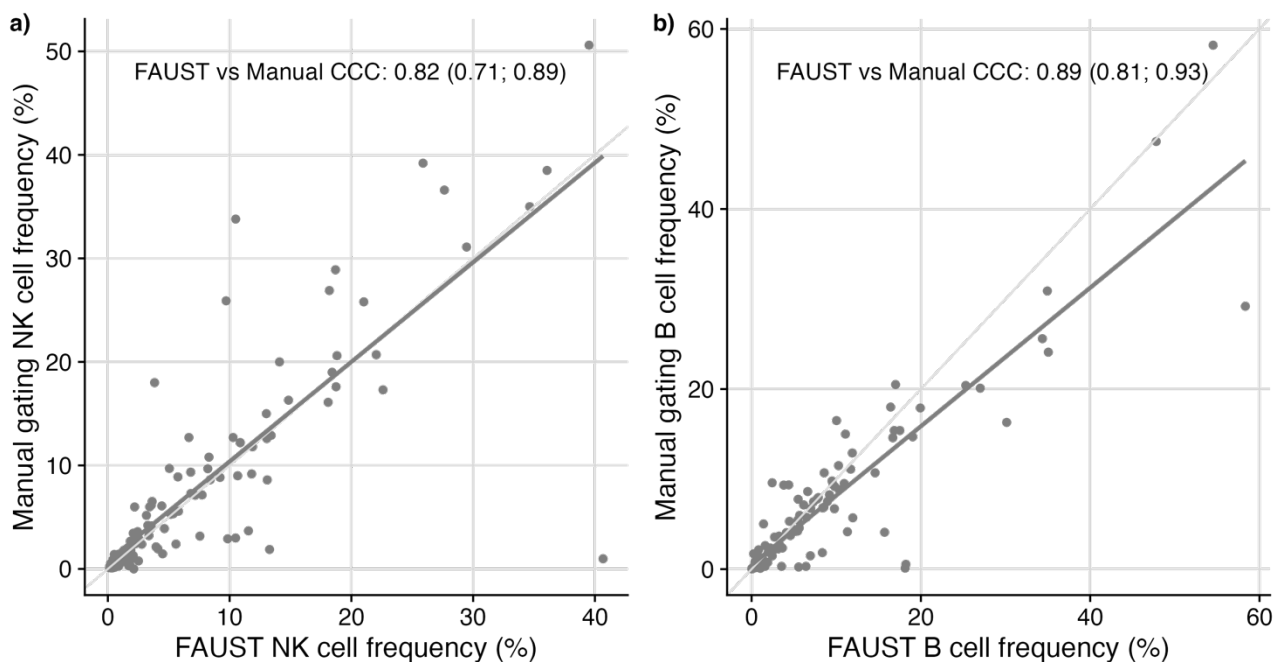 a)
FAUST vs Manual CCC: 0.82 (0.71; 0.89)
Manual gating NK cell frequency (%)
50
40
30
20
10
0
0 10 20 30 40
FAUST NK cell frequency (%)
b)
FAUST vs Manual CCC: 0.89 (0.81; 0.93)
Manual gating B cell frequency (%)
60
40
20
0
0 20 40 60
FAUST B cell frequency (%)